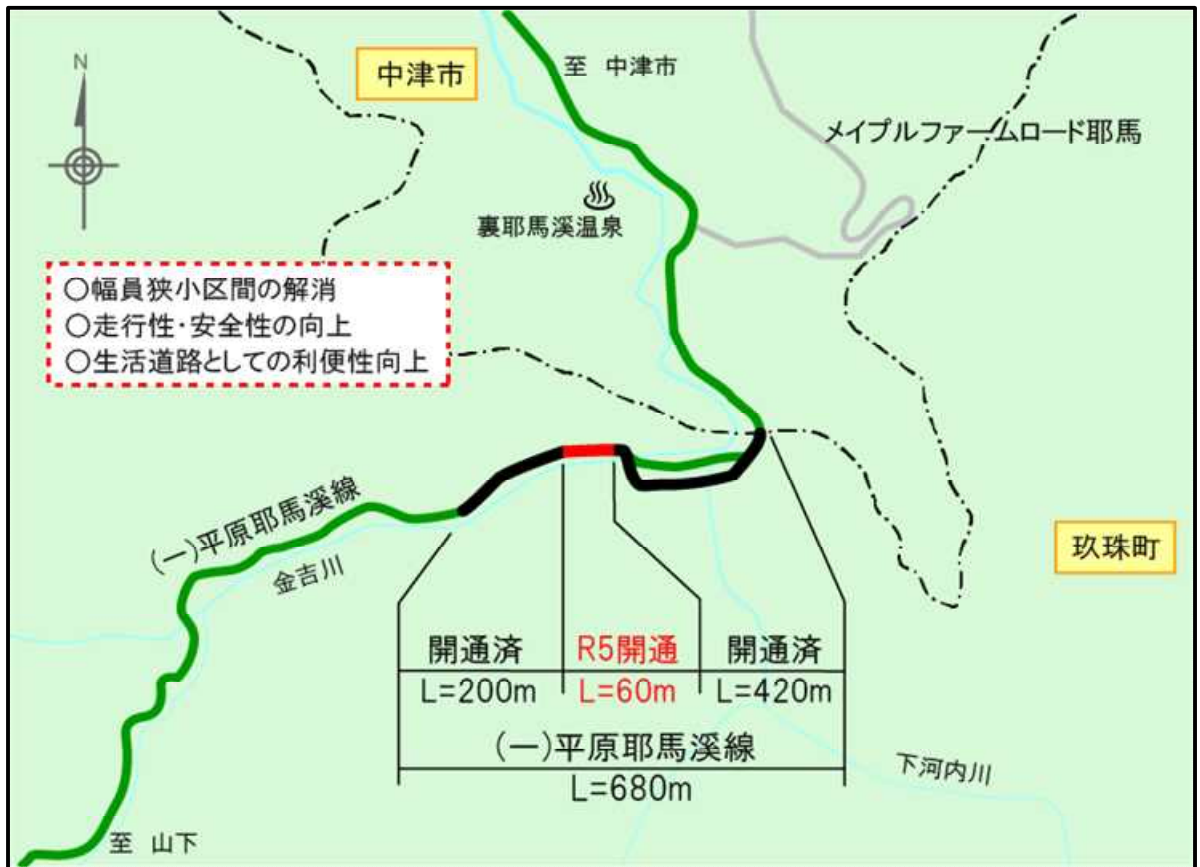 N
中津市
至 中津市
メイプルファームロード耶馬
裏耶馬溪温泉
○幅員狭小区間の解消
○走行性・安全性の向上
○生活道路としての利便性向上
(一)平原耶馬溪線
金吉川
玖珠町
開通済
R5開通
開通済
L=200m
L=60m
L=420m
(一)平原耶馬溪線
L=680m
下河内川
至 山下